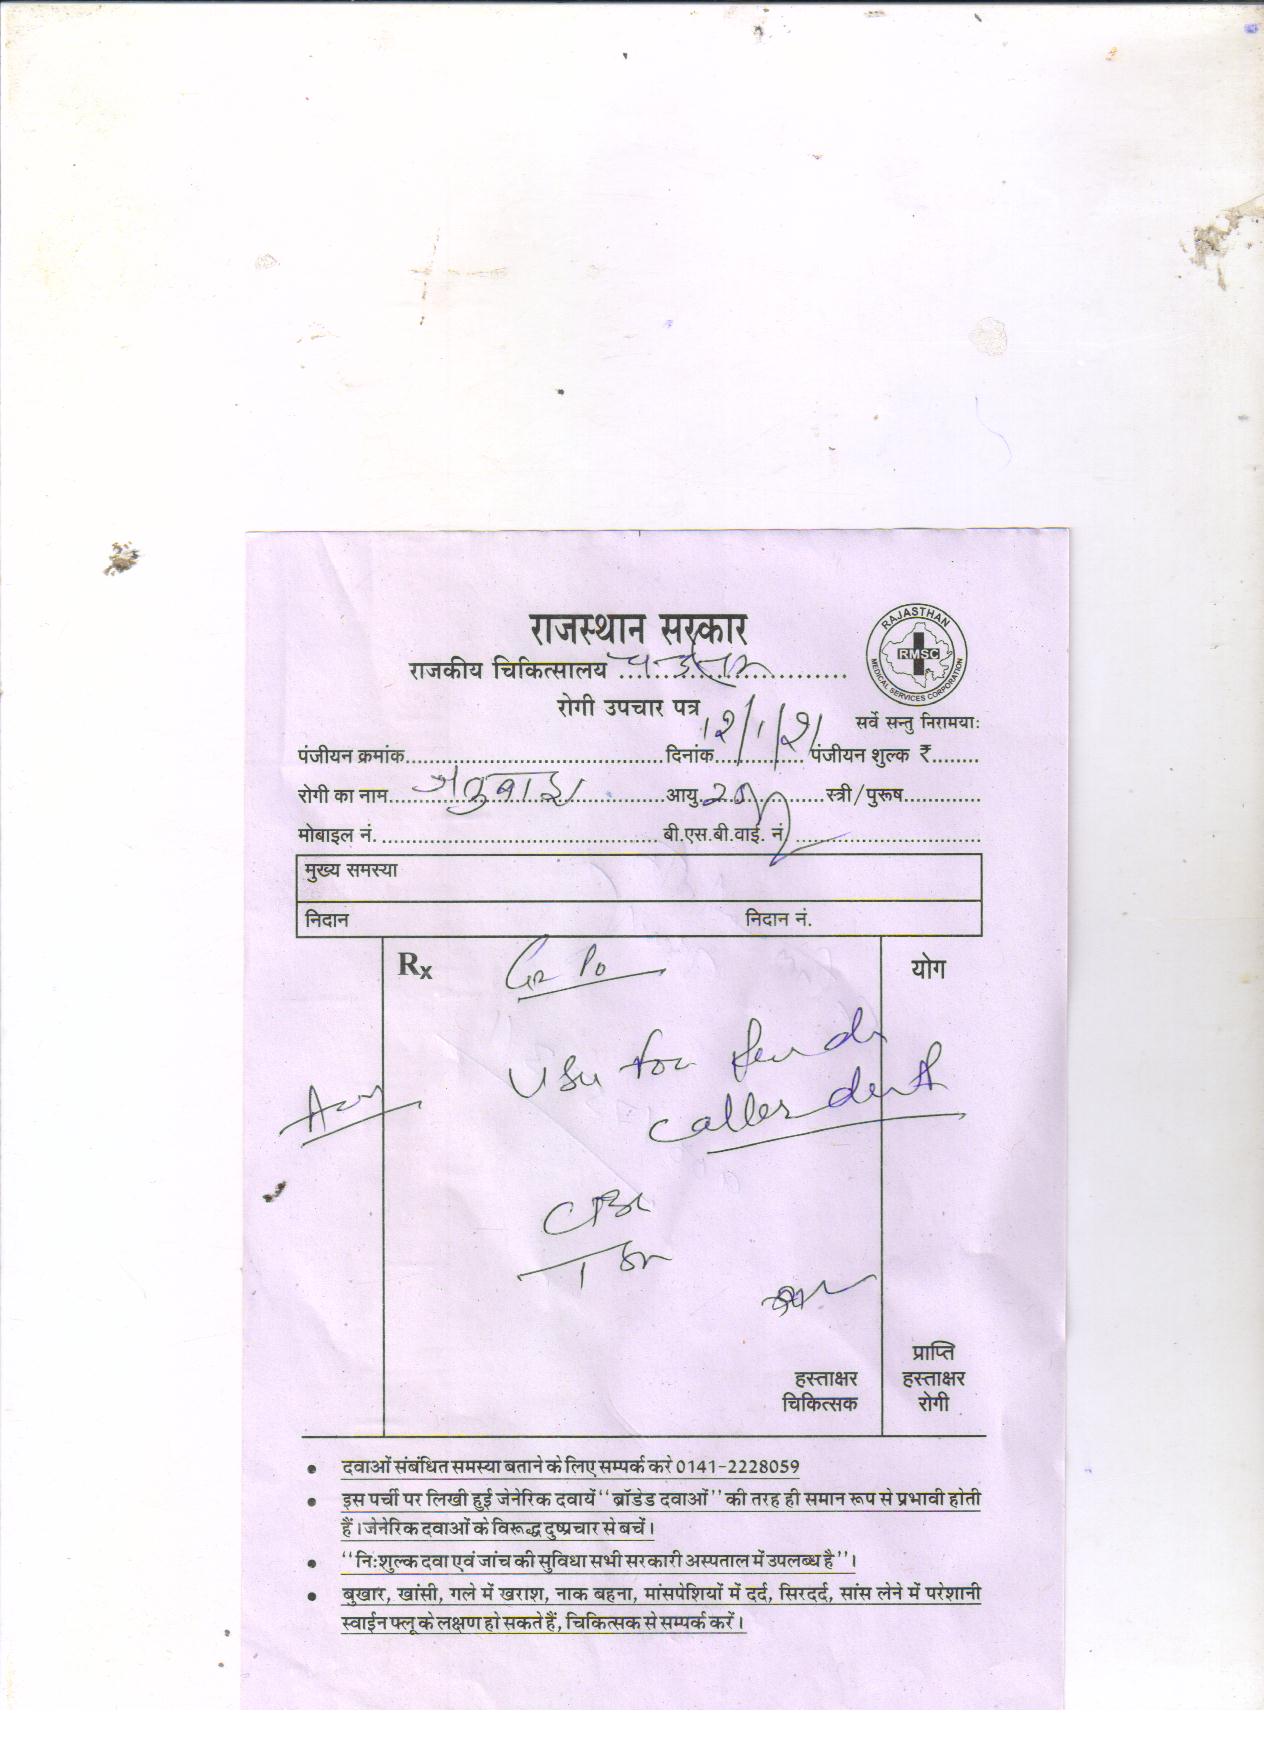 राजस्थान सरकार
राजकीय चिकित्सालय ..............................
रोगी उपचार पत्र
RAJASTHAN
RMSC
MEDICAL SERVICES CORPORATION
सर्वे सन्तु निरामयाः
पंजीयन क्रमांक........................ दिनांक 12/1/21 पंजीयन शुल्क ₹........
रोगी का नाम........................ आयु 20 स्त्री/पुरूष.............
मोबाइल नं. ........................ बी.एस.बी.वाई. नं. ........................
मुख्य समस्या
निदान निदान नं.
Rx योग
for
हस्ताक्षर
चिकित्सक
प्राप्ति
हस्ताक्षर
रोगी
• दवाओं संबंधित समस्या बताने के लिए सम्पर्क करे 0141-2228059
• इस पर्ची पर लिखी हुई जेनेरिक दवायें ''ब्रॉडेड दवाओं'' की तरह ही समान रूप से प्रभावी होती
हैं। जेनेरिक दवाओं के विरूद्ध दुष्प्रचार से बचें।
• ''निःशुल्क दवा एवं जांच की सुविधा सभी सरकारी अस्पताल में उपलब्ध है''।
• बुखार, खांसी, गले में खराश, नाक बहना, मांसपेशियों में दर्द, सिरदर्द, सांस लेने में परेशानी
स्वाईन फ्लू के लक्षण हो सकते हैं, चिकित्सक से सम्पर्क करें।